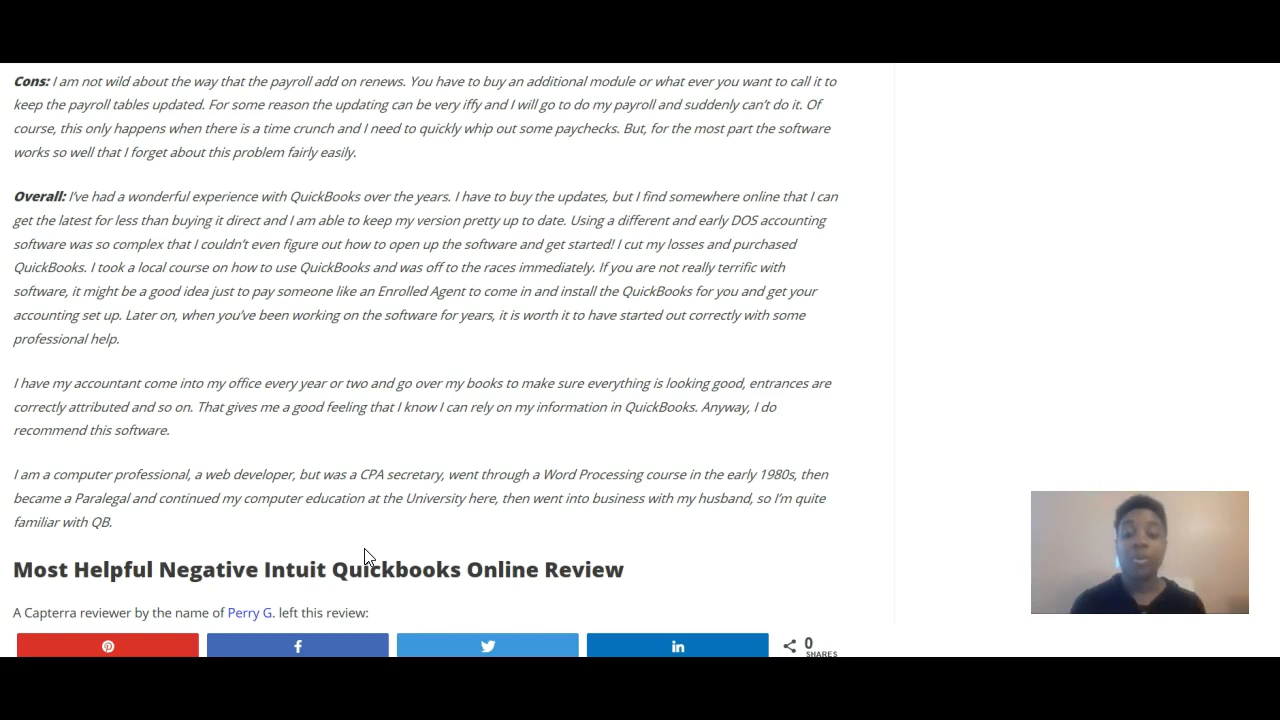 Cons: I am not wild about the way that the payroll add on renews. You have to buy an additional module or what ever you want to call it to
keep the payroll tables updated. For some reason the updating can be very iffy and I will go to do my payroll and suddenly can't do it. Of
course, this only happens when there is a time crunch and I need to quickly whip out some paychecks. But, for the most part the software
works so well that I forget about this problem fairly easily.
Overall: I've had a wonderful experience with QuickBooks over the years. I have to buy the updates, but I find somewhere online that I can
get the latest for less than buying it direct and I am able to keep my version pretty up to date. Using a different and early DOS accounting
software was so complex that I couldn't even figure out how to open up the software and get started! I cut my losses and purchased
QuickBooks. I took a local course on how to use QuickBooks and was off to the races immediately. If you are not really terrific with
software, it might be a good idea just to pay someone like an Enrolled Agent to come in and install the QuickBooks for you and get your
accounting set up. Later on, when you've been working on the software for years, it is worth it to have started out correctly with some
professional help.
I have my accountant come into my office every year or two and go over my books to make sure everything is looking good, entrances are
correctly attributed and so on. That gives me a good feeling that I know I can rely on my information in QuickBooks. Anyway, I do
recommend this software.
I am a computer professional, a web developer, but was a CPA secretary, went through a Word Processing course in the early 1980s, then
became a Paralegal and continued my computer education at the University here, then went into business with my husband, so I'm quite
familiar with QB.
Most Helpful Negative Intuit Quickbooks Online Review
A Capterra reviewer by the name of Perry G. left this review:
0
SHARES